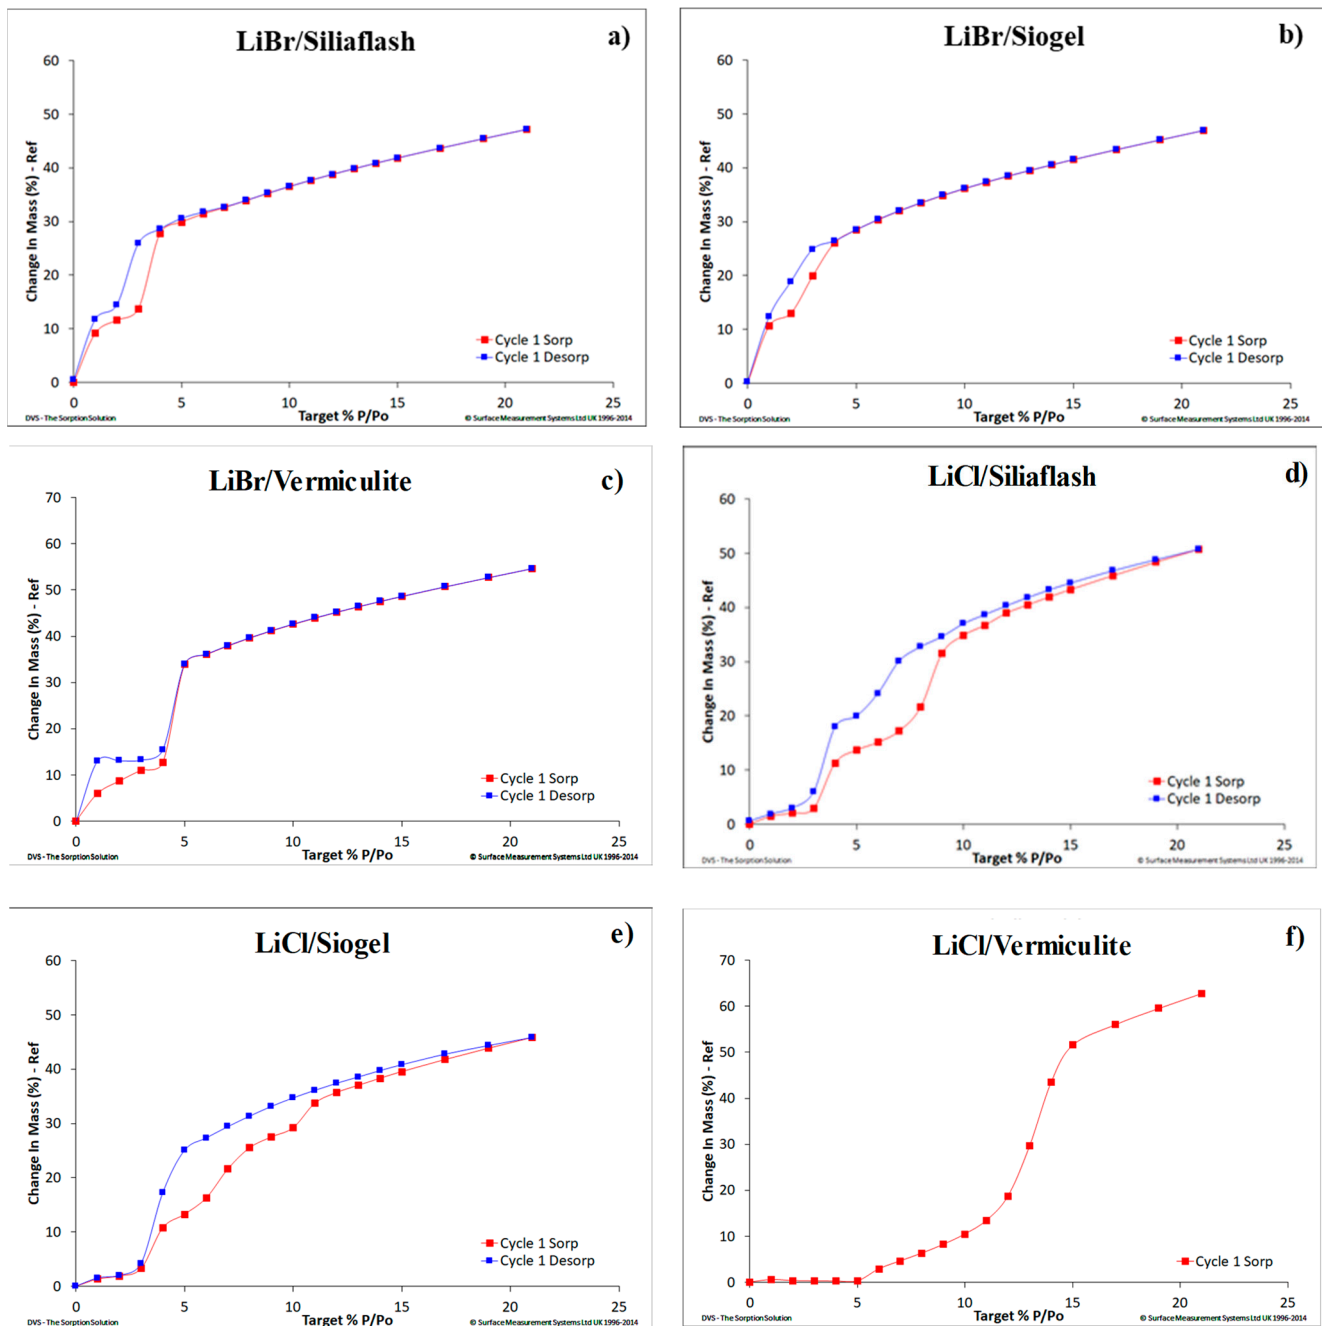 LiBr/Siliaflash
a)
60
50
40
30
20
10
0
Change In Mass (%) - Ref
Cycle 1 Sorp
Cycle 1 Desorp
0 5 10 15 20 25
Target % P/Po
DVS - The Sorption Solution
© Surface Measurement Systems Ltd UK 1996-2014
LiBr/Siogel
b)
60
50
40
30
20
10
0
Change In Mass (%) - Ref
Cycle 1 Sorp
Cycle 1 Desorp
0 5 10 15 20 25
Target % P/Po
DVS - The Sorption Solution
© Surface Measurement Systems Ltd UK 1996-2014
LiBr/Vermiculite
c)
70
60
50
40
30
20
10
0
Change In Mass (%) - Ref
Cycle 1 Sorp
Cycle 1 Desorp
0 5 10 15 20 25
Target % P/Po
DVS - The Sorption Solution
© Surface Measurement Systems Ltd UK 1996-2014
LiCl/Siliaflash
d)
60
50
40
30
20
10
0
Change In Mass (%) - Ref
Cycle 1 Sorp
Cycle 1 Desorp
0 5 10 15 20 25
Target % P/Po
DVS - The Sorption Solution
© Surface Measurement Systems Ltd UK 1996-2014
LiCl/Siogel
e)
60
50
40
30
20
10
0
Change In Mass (%) - Ref
Cycle 1 Sorp
Cycle 1 Desorp
0 5 10 15 20 25
Target % P/Po
DVS - The Sorption Solution
© Surface Measurement Systems Ltd UK 1996-2014
LiCl/Vermiculite
f)
70
60
50
40
30
20
10
0
Change In Mass (%) - Ref
Cycle 1 Sorp
0 5 10 15 20 25
Target % P/Po
DVS - The Sorption Solution
© Surface Measurement Systems Ltd UK 1996-2014